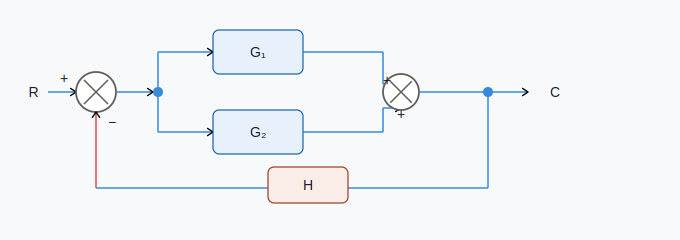 G₁
+
+
R
C
+
G₂
−
H